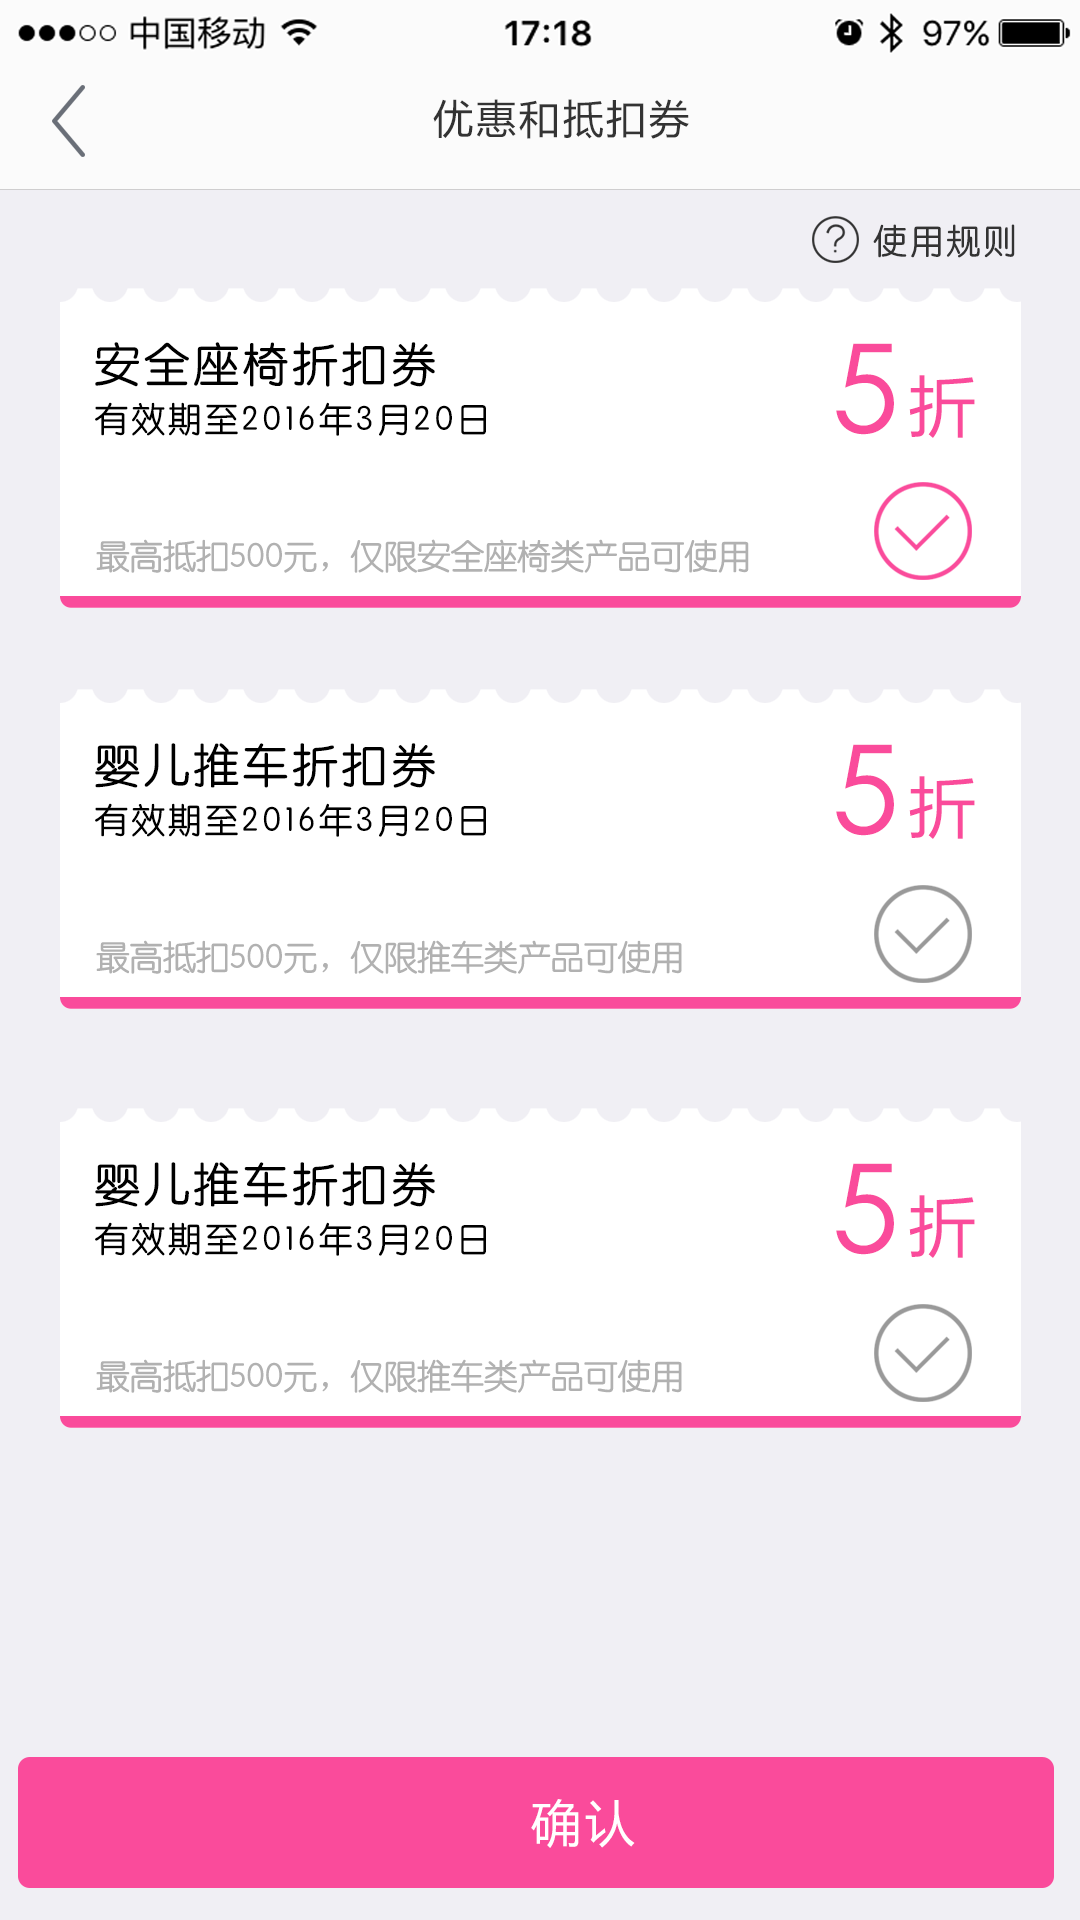 中国移动 17:18 97%
优惠和抵扣券
? 使用规则
安全座椅折扣券
有效期至2016年3月20日
5折
最高抵扣500元，仅限安全座椅类产品可使用
婴儿推车折扣券
有效期至2016年3月20日
5折
最高抵扣500元，仅限推车类产品可使用
婴儿推车折扣券
有效期至2016年3月20日
5折
最高抵扣500元，仅限推车类产品可使用
确认